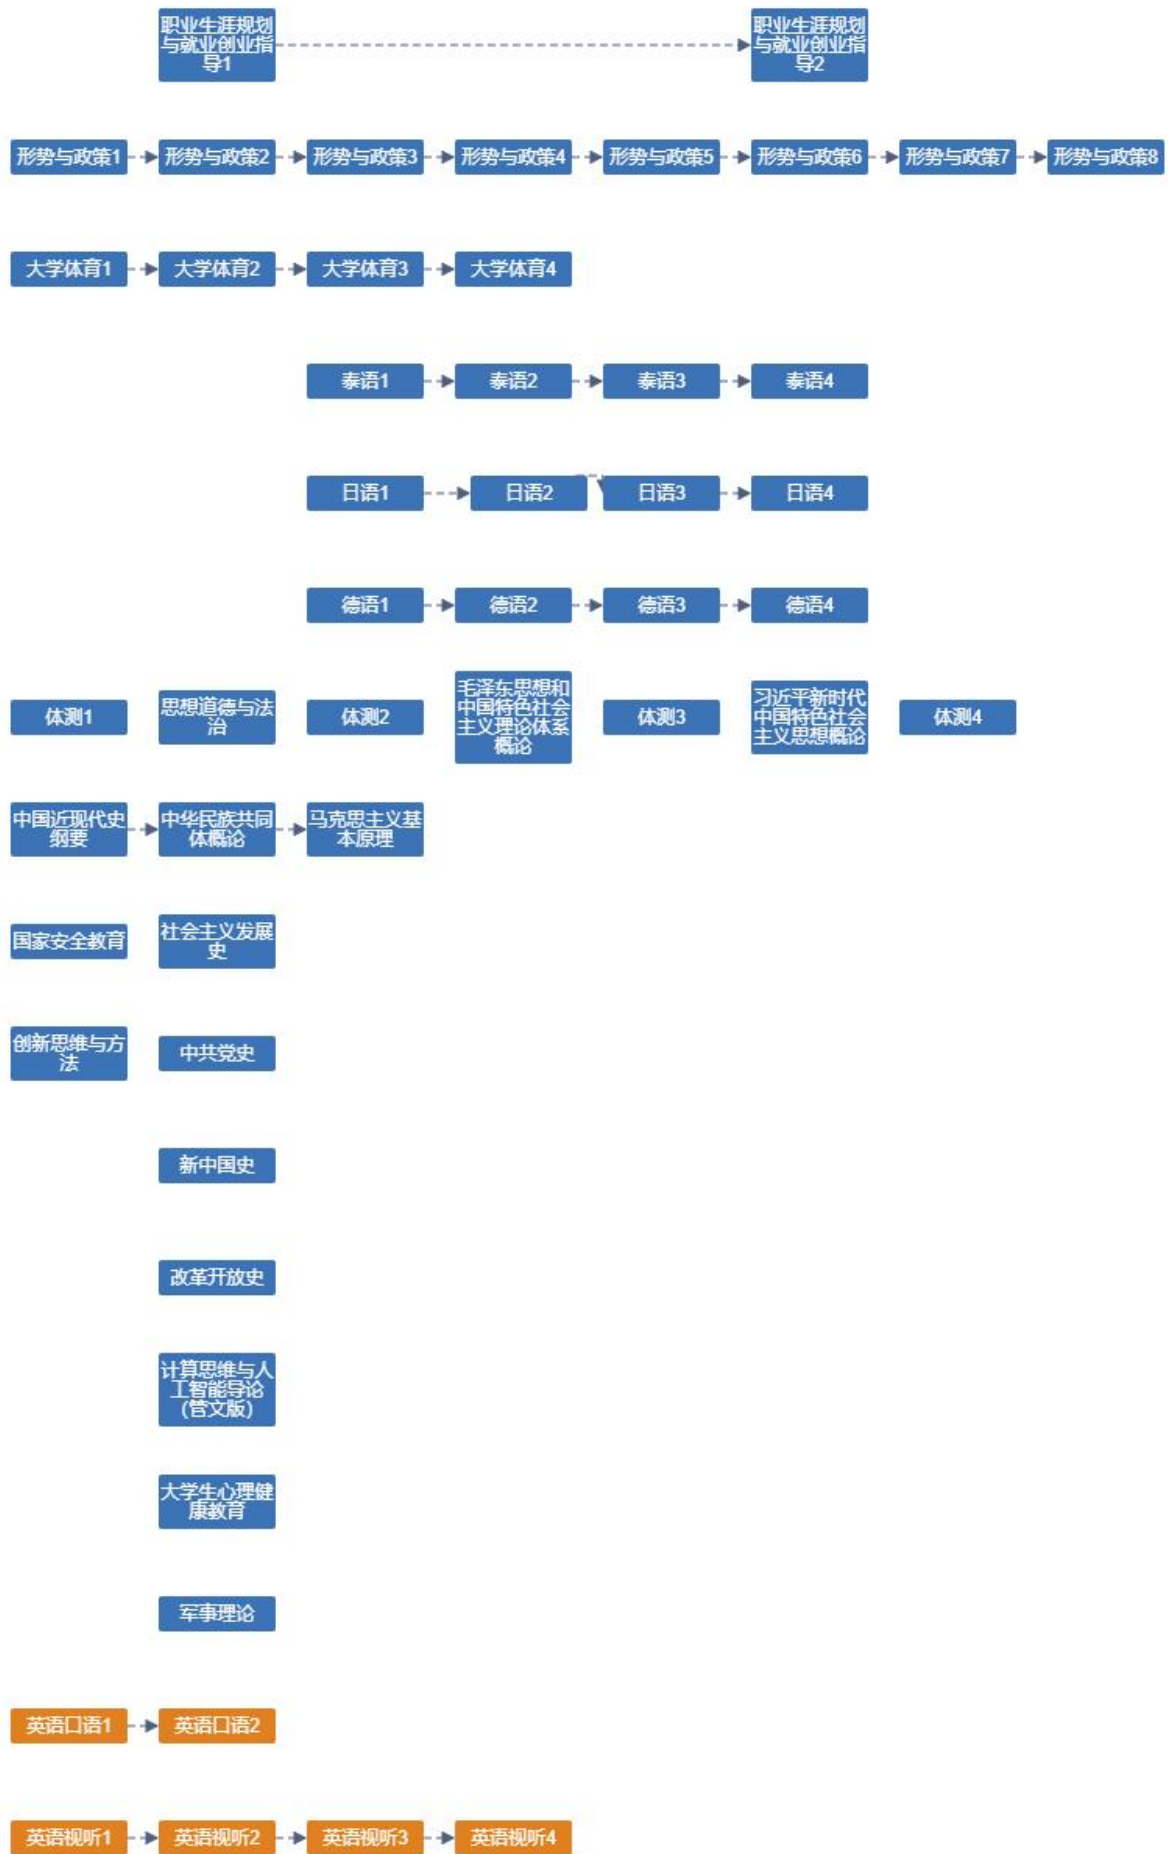 职业生涯规划
与就业创业指
导1
职业生涯规划
与就业创业指
导2
形势与政策1
形势与政策2
形势与政策3
形势与政策4
形势与政策5
形势与政策6
形势与政策7
形势与政策8
大学体育1
大学体育2
大学体育3
大学体育4
泰语1
泰语2
泰语3
泰语4
日语1
日语2
日语3
日语4
德语1
德语2
德语3
德语4
体测1
思想道德与法
治
体测2
毛泽东思想和
中国特色社会
主义理论体系
概论
体测3
习近平新时代
中国特色社会
主义思想概论
体测4
中国近现代史
纲要
中华民族共同
体概论
马克思主义基
本原理
国家安全教育
社会主义发展
史
创新思维与方
法
中共党史
新中国史
改革开放史
计算思维与人
工智能导论
(管文版)
大学生心理健
康教育
军事理论
英语口语1
英语口语2
英语视听1
英语视听2
英语视听3
英语视听4